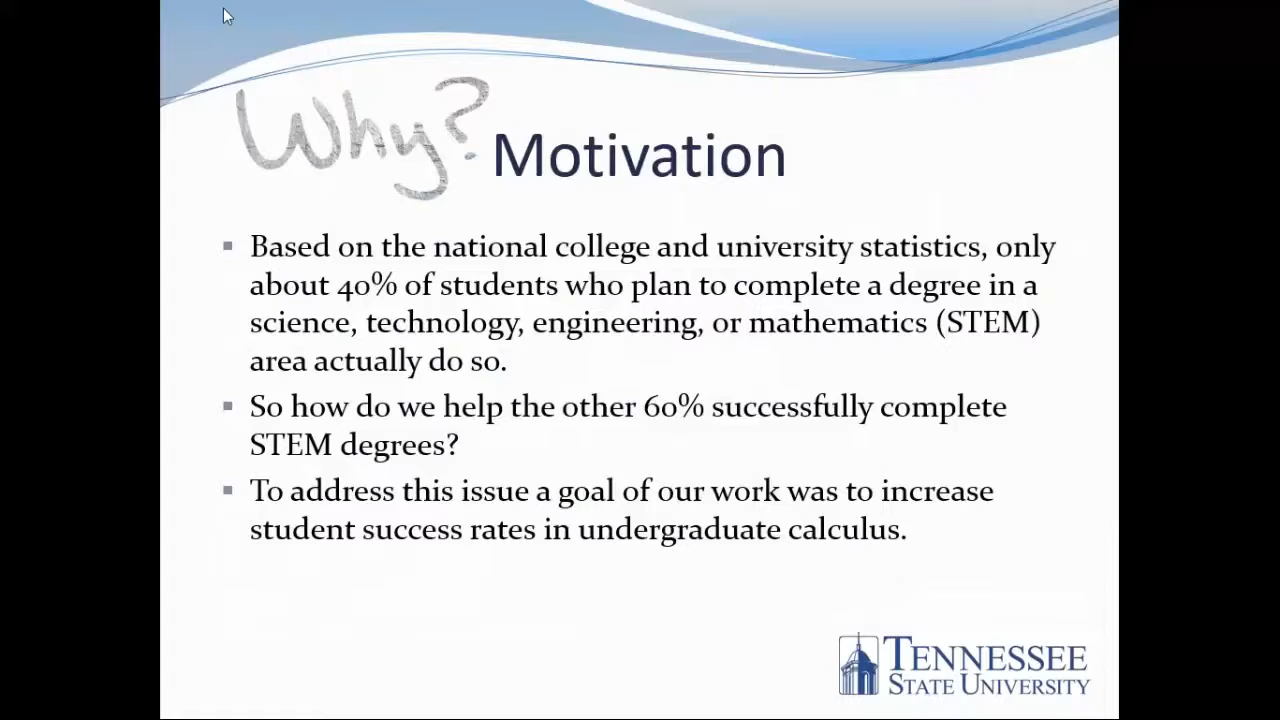 Why?
Motivation
▪ Based on the national college and university statistics, only
about 40% of students who plan to complete a degree in a
science, technology, engineering, or mathematics (STEM)
area actually do so.
▪ So how do we help the other 60% successfully complete
STEM degrees?
▪ To address this issue a goal of our work was to increase
student success rates in undergraduate calculus.
TENNESSEE
STATE UNIVERSITY